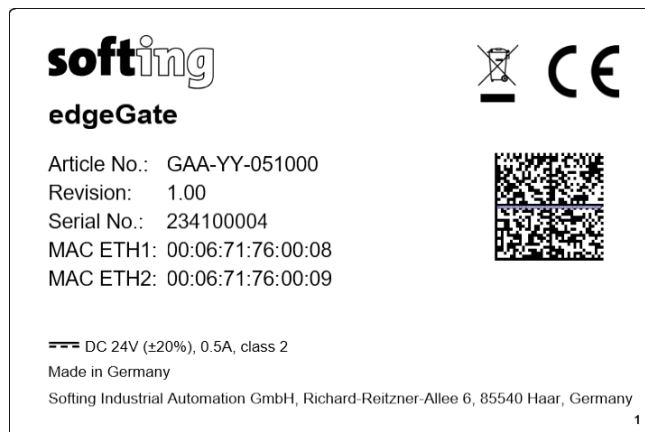 softing
edgeGate
Article No.: GAA-YY-051000
Revision: 1.00
Serial No.: 234100004
MAC ETH1: 00:06:71:76:00:08
MAC ETH2: 00:06:71:76:00:09
DC 24V (±20%), 0.5A, class 2
Made in Germany
Softing Industrial Automation GmbH, Richard-Reitzner-Allee 6, 85540 Haar, Germany
1